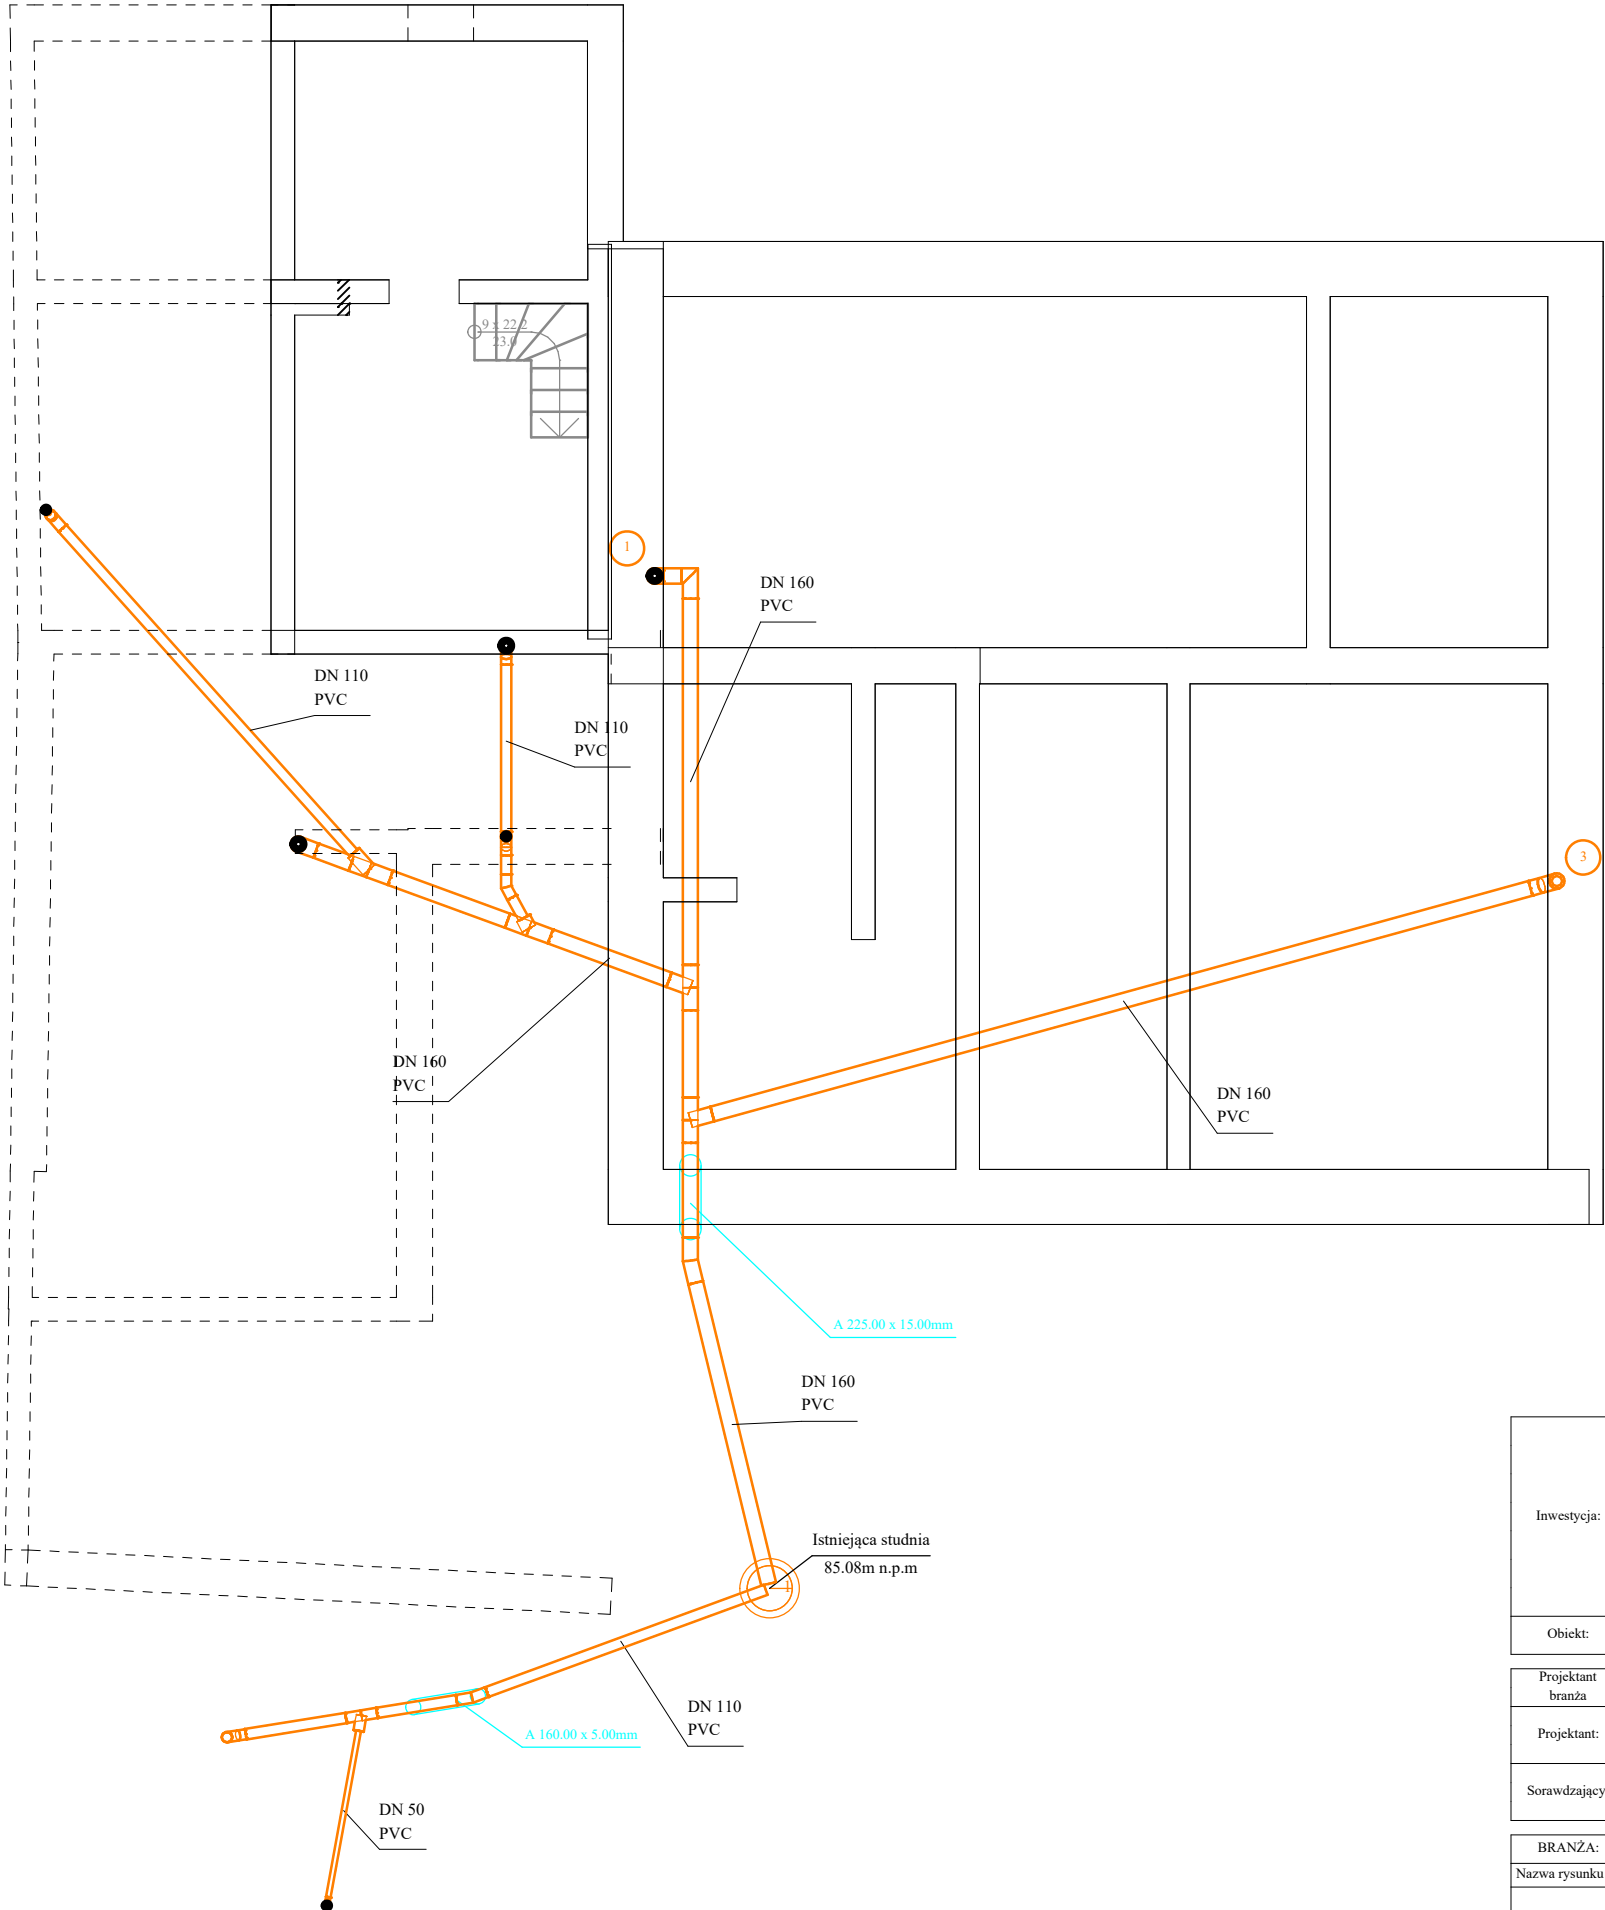 9 x 22.2
23.0
1
DN 160
PVC
DN 110
PVC
DN 110
PVC
3
DN 160
PVC
DN 160
PVC
A 225.00 x 15.00mm
DN 160
PVC
Istniejąca studnia
85.08m n.p.m
1
DN 110
PVC
A 160.00 x 5.00mm
DN 50
PVC
Inwestycja:
Obiekt:
Projektant
branża
Projektant:
Sorawdzający
BRANŻA:
Nazwa rysunku